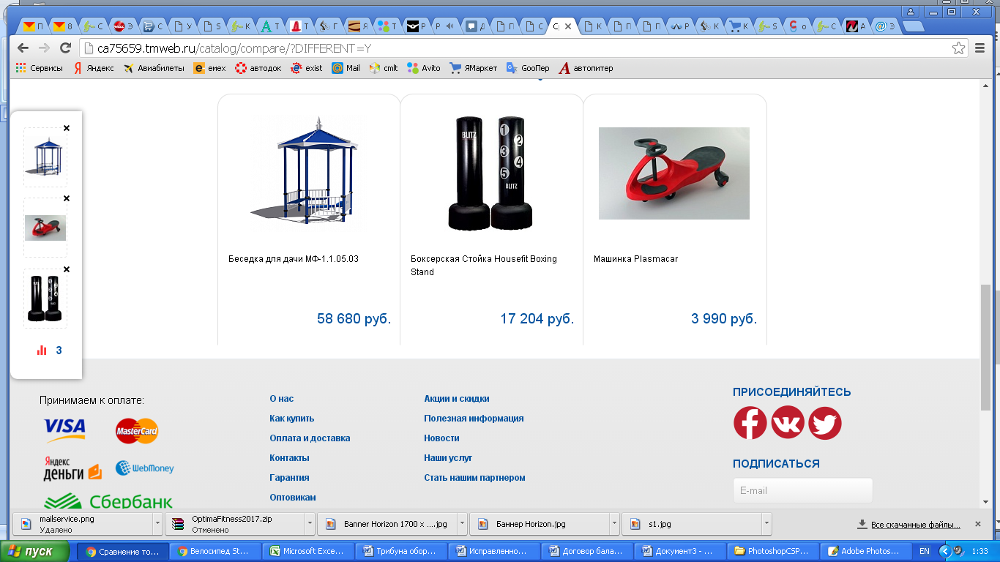 П
8
С
Э
С
У
S
К
Т
Т
Г
Я
Т
Р
Р
Д
П
С
С
К
П
П
Р
К
К
S
о
С
А
Э
ca75659.tmweb.ru/catalog/compare/?DIFFERENT=Y
Сервисы Яндекс Авиабилеты емех автодок exist Mail cmlt Avito ЯМаркет GooПер автопитер
BLITZ
1
2
3
4
5
BLITZ
Беседка для дачи МФ-1.1.05.03
Боксерская Стойка Housefit Boxing
Stand
Машинка Plasmacar
58 680 руб.
17 204 руб.
3 990 руб.
3
Принимаем к оплате:
VISA
MasterCard
Яндекс
деньги
WebMoney
Сбербанк
О нас
Как купить
Оплата и доставка
Контакты
Гарантия
Оптовикам
Акции и скидки
Полезная информация
Новости
Наши услуг
Стать нашим партнером
ПРИСОЕДИНЯЙТЕСЬ
ПОДПИСАТЬСЯ
E-mail
mailservice.png
Удалено
OptimaFitness2017.zip
Отменено
Banner Horizon 1700 x ....jpg
Баннер Horizon.jpg
s1.jpg
Все скачанные файлы...
пуск
Сравнение то...
Велосипед St...
Microsoft Exce...
Трибуна обор...
Исправленно...
Договор бала...
Документ3 - ...
PhotoshopCSP...
Adobe Photos...
EN
1:33